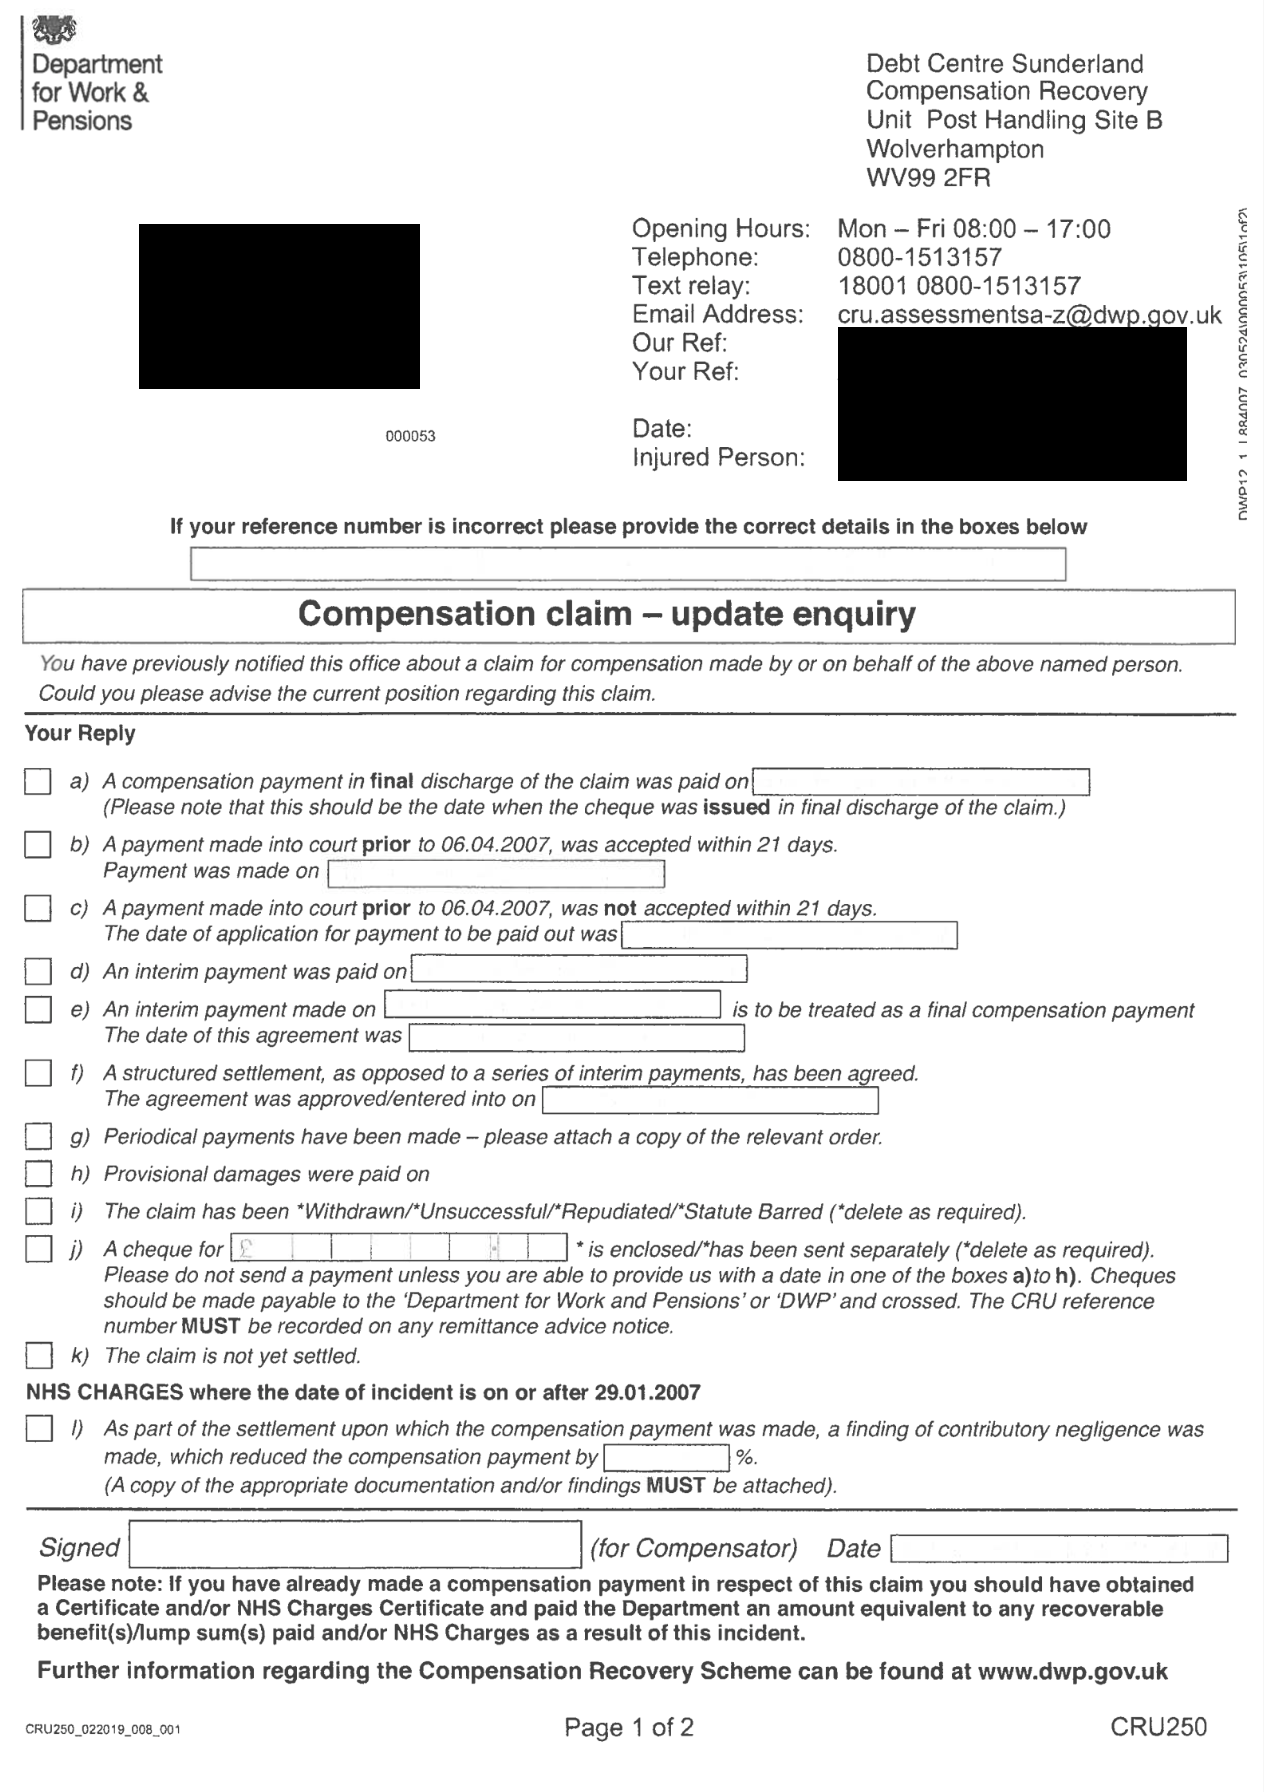 Department
for Work &
Pensions
Debt Centre Sunderland
Compensation Recovery
Unit Post Handling Site B
Wolverhampton
WV99 2FR
Opening Hours: Mon – Fri 08:00 – 17:00
Telephone: 0800-1513157
Text relay: 18001 0800-1513157
Email Address: cru.assessmentsa-z@dwp.gov.uk
Our Ref:
Your Ref:
000053
Date:
Injured Person:
DWP12 1 L884007 030524\000053\105\1of2\
If your reference number is incorrect please provide the correct details in the boxes below
Compensation claim – update enquiry
You have previously notified this office about a claim for compensation made by or on behalf of the above named person.
Could you please advise the current position regarding this claim.
Your Reply
a) A compensation payment in final discharge of the claim was paid on
(Please note that this should be the date when the cheque was issued in final discharge of the claim.)
b) A payment made into court prior to 06.04.2007, was accepted within 21 days.
Payment was made on
c) A payment made into court prior to 06.04.2007, was not accepted within 21 days.
The date of application for payment to be paid out was
d) An interim payment was paid on
e) An interim payment made on is to be treated as a final compensation payment
The date of this agreement was
f) A structured settlement, as opposed to a series of interim payments, has been agreed.
The agreement was approved/entered into on
g) Periodical payments have been made – please attach a copy of the relevant order.
h) Provisional damages were paid on
i) The claim has been *Withdrawn/*Unsuccessful/*Repudiated/*Statute Barred (*delete as required).
j) A cheque for £ . * is enclosed/*has been sent separately (*delete as required).
Please do not send a payment unless you are able to provide us with a date in one of the boxes a)to h). Cheques
should be made payable to the 'Department for Work and Pensions' or 'DWP' and crossed. The CRU reference
number MUST be recorded on any remittance advice notice.
k) The claim is not yet settled.
NHS CHARGES where the date of incident is on or after 29.01.2007
l) As part of the settlement upon which the compensation payment was made, a finding of contributory negligence was
made, which reduced the compensation payment by %.
(A copy of the appropriate documentation and/or findings MUST be attached).
Signed (for Compensator) Date
Please note: If you have already made a compensation payment in respect of this claim you should have obtained
a Certificate and/or NHS Charges Certificate and paid the Department an amount equivalent to any recoverable
benefit(s)/lump sum(s) paid and/or NHS Charges as a result of this incident.
Further information regarding the Compensation Recovery Scheme can be found at www.dwp.gov.uk
CRU250_022019_008_001
Page 1 of 2
CRU250